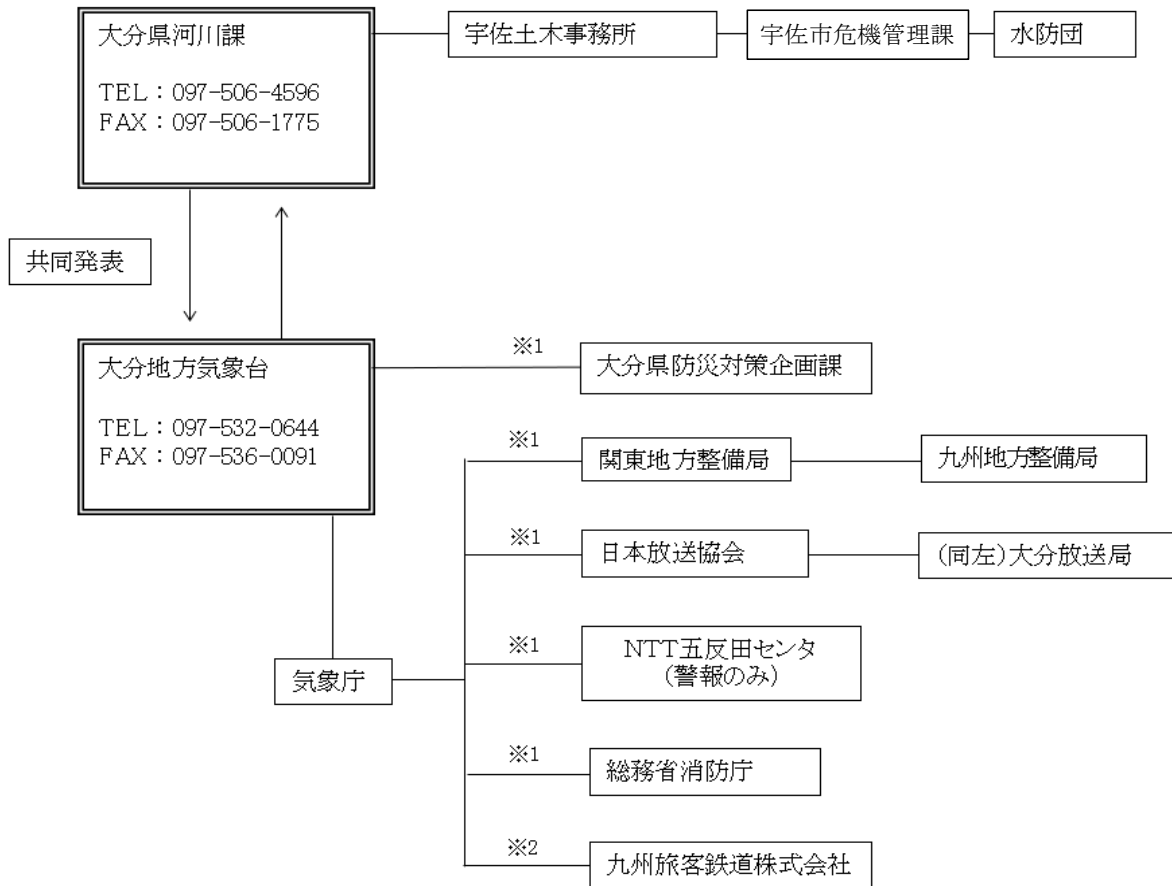 大分県河川課
TEL：097-506-4596
FAX：097-506-1775
宇佐土木事務所
宇佐市危機管理課
水防団
共同発表
大分地方気象台
TEL：097-532-0644
FAX：097-536-0091
※1
大分県防災対策企画課
※1
関東地方整備局
九州地方整備局
※1
日本放送協会
(同左)大分放送局
※1
NTT五反田センタ
(警報のみ)
気象庁
※1
総務省消防庁
※2
九州旅客鉄道株式会社